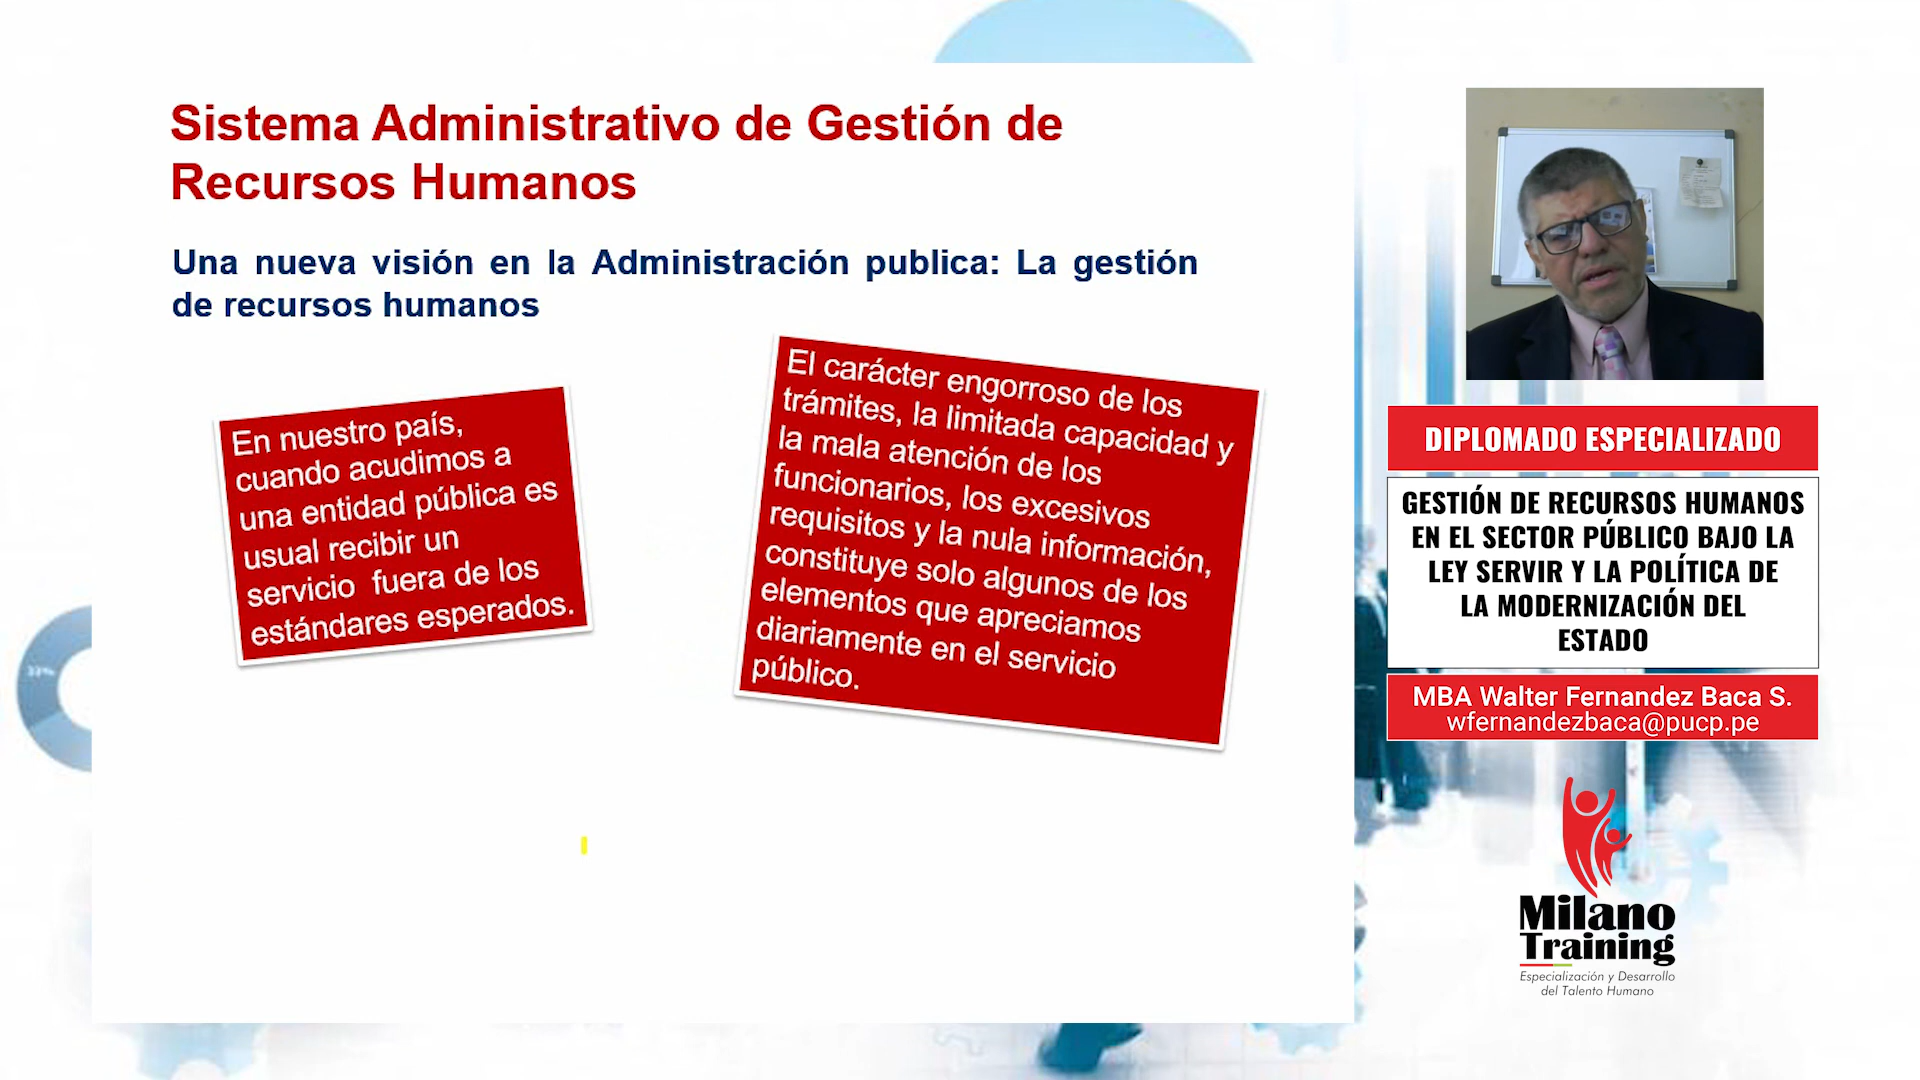 Sistema Administrativo de Gestión de
Recursos Humanos
Una nueva visión en la Administración publica: La gestión
de recursos humanos
En nuestro país,
cuando acudimos a
una entidad pública es
usual recibir un
servicio fuera de los
estándares esperados.
El carácter engorroso de los
trámites, la limitada capacidad y
la mala atención de los
funcionarios, los excesivos
requisitos y la nula información,
constituye solo algunos de los
elementos que apreciamos
diariamente en el servicio
público.
DIPLOMADO ESPECIALIZADO
GESTIÓN DE RECURSOS HUMANOS
EN EL SECTOR PÚBLICO BAJO LA
LEY SERVIR Y LA POLÍTICA DE
LA MODERNIZACIÓN DEL
ESTADO
MBA Walter Fernandez Baca S.
wfernandezbaca@pucp.pe
Milano
Training
Especialización y Desarrollo
del Talento Humano